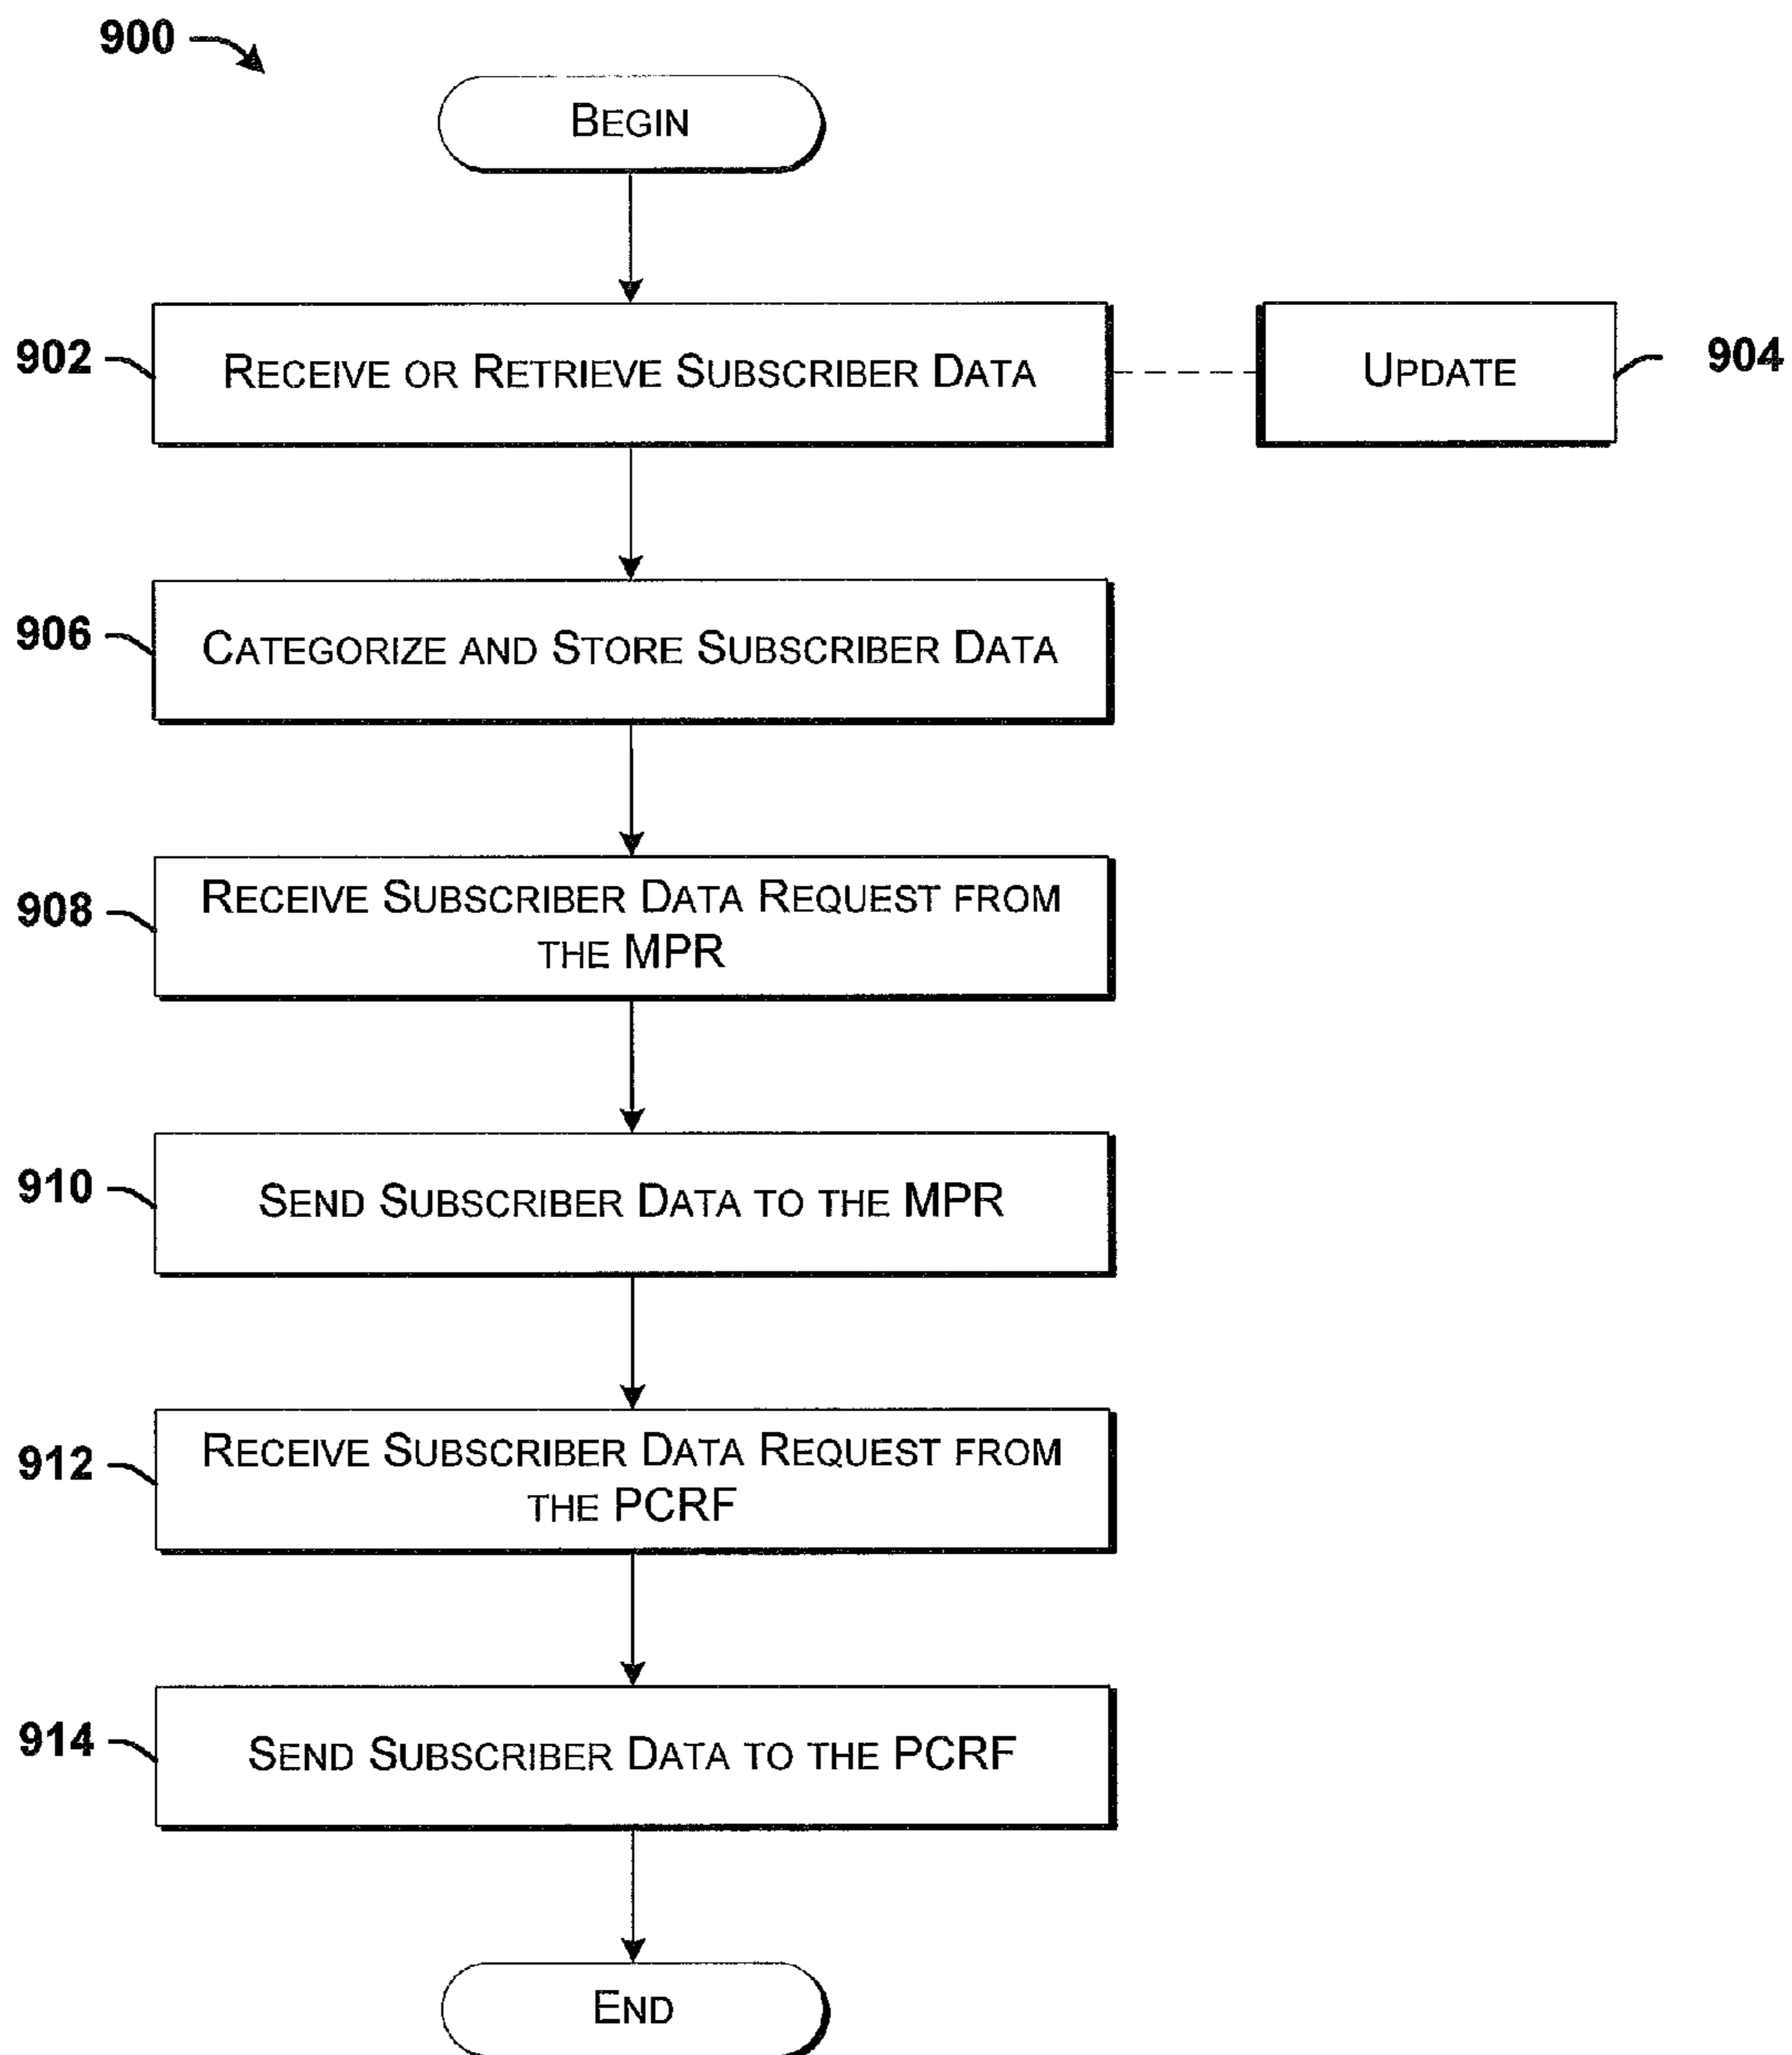 900
BEGIN
902
RECEIVE OR RETRIEVE SUBSCRIBER DATA
UPDATE
904
906
CATEGORIZE AND STORE SUBSCRIBER DATA
908
RECEIVE SUBSCRIBER DATA REQUEST FROM
THE MPR
910
SEND SUBSCRIBER DATA TO THE MPR
912
RECEIVE SUBSCRIBER DATA REQUEST FROM
THE PCRF
914
SEND SUBSCRIBER DATA TO THE PCRF
END